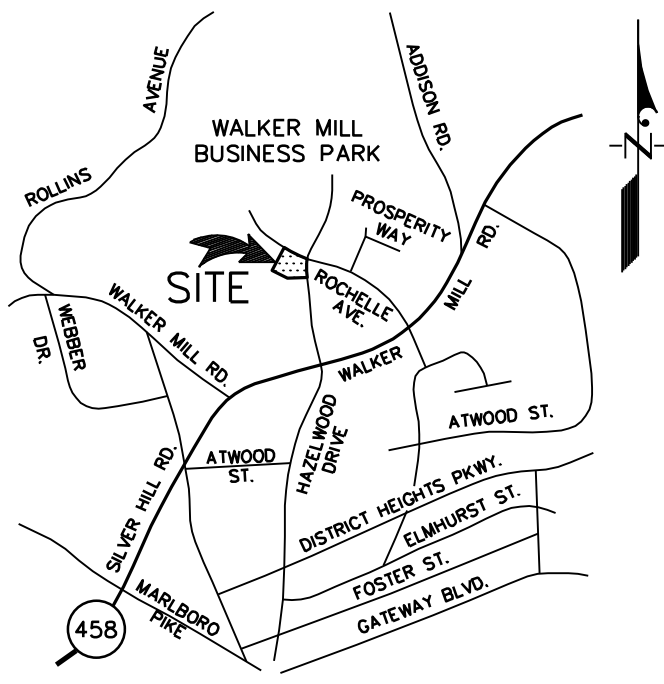 AVENUE
ADDISON RD.
WALKER MILL
BUSINESS PARK
N
ROLLINS
PROSPERITY
WAY
SITE
ROCHELLE
AVE.
MILL RD.
WALKER MILL RD.
WEBBER
DR.
WALKER
ATWOOD ST.
HAZELWOOD
DRIVE
ATWOOD
ST.
SILVER HILL RD.
DISTRICT HEIGHTS PKWY.
ELMHURST ST.
FOSTER ST.
GATEWAY BLVD.
MARLBORO
PIKE
458